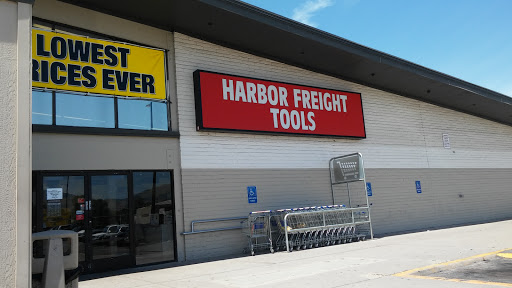 LOWEST
RICES EVER
HARBOR FREIGHT
TOOLS